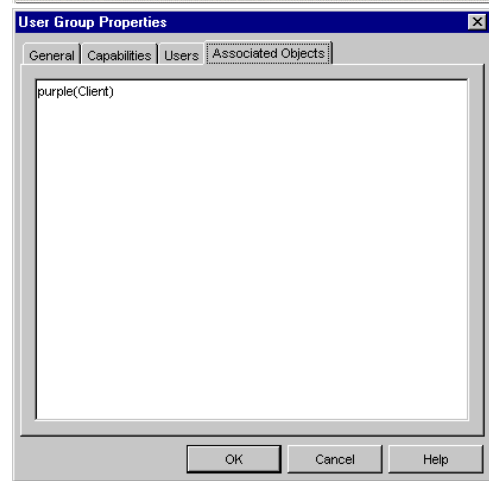 User Group Properties
General Capabilities Users Associated Objects
purple(Client)
OK Cancel Help